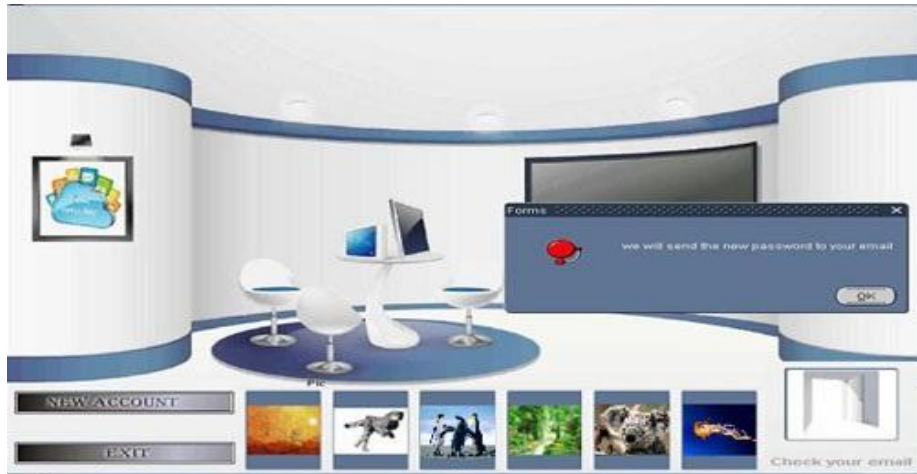 Forms
we will send the new password to your email
OK
Pic
NEW ACCOUNT
EXIT
Check your email